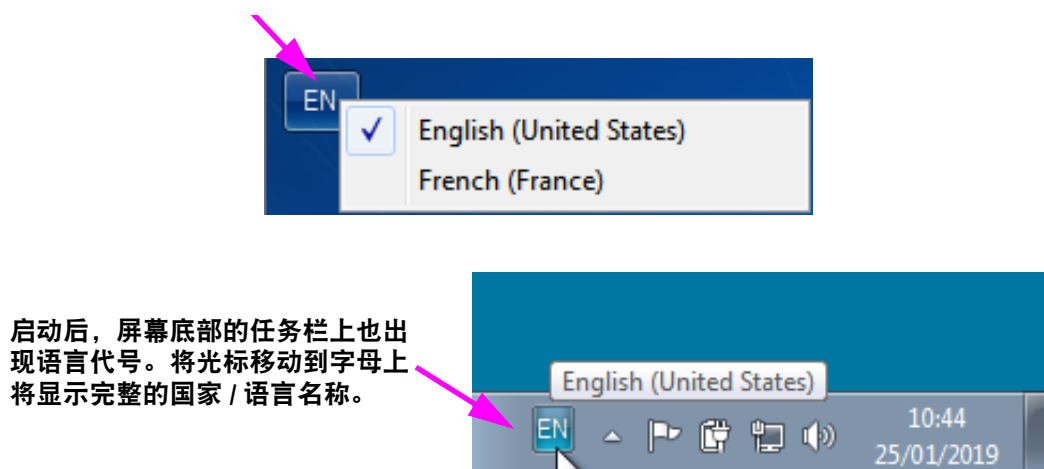 EN
English (United States)
French (France)
启动后，屏幕底部的任务栏上也出
现语言代号。将光标移动到字母上
将显示完整的国家 / 语言名称。
English (United States)
EN
10:44
25/01/2019